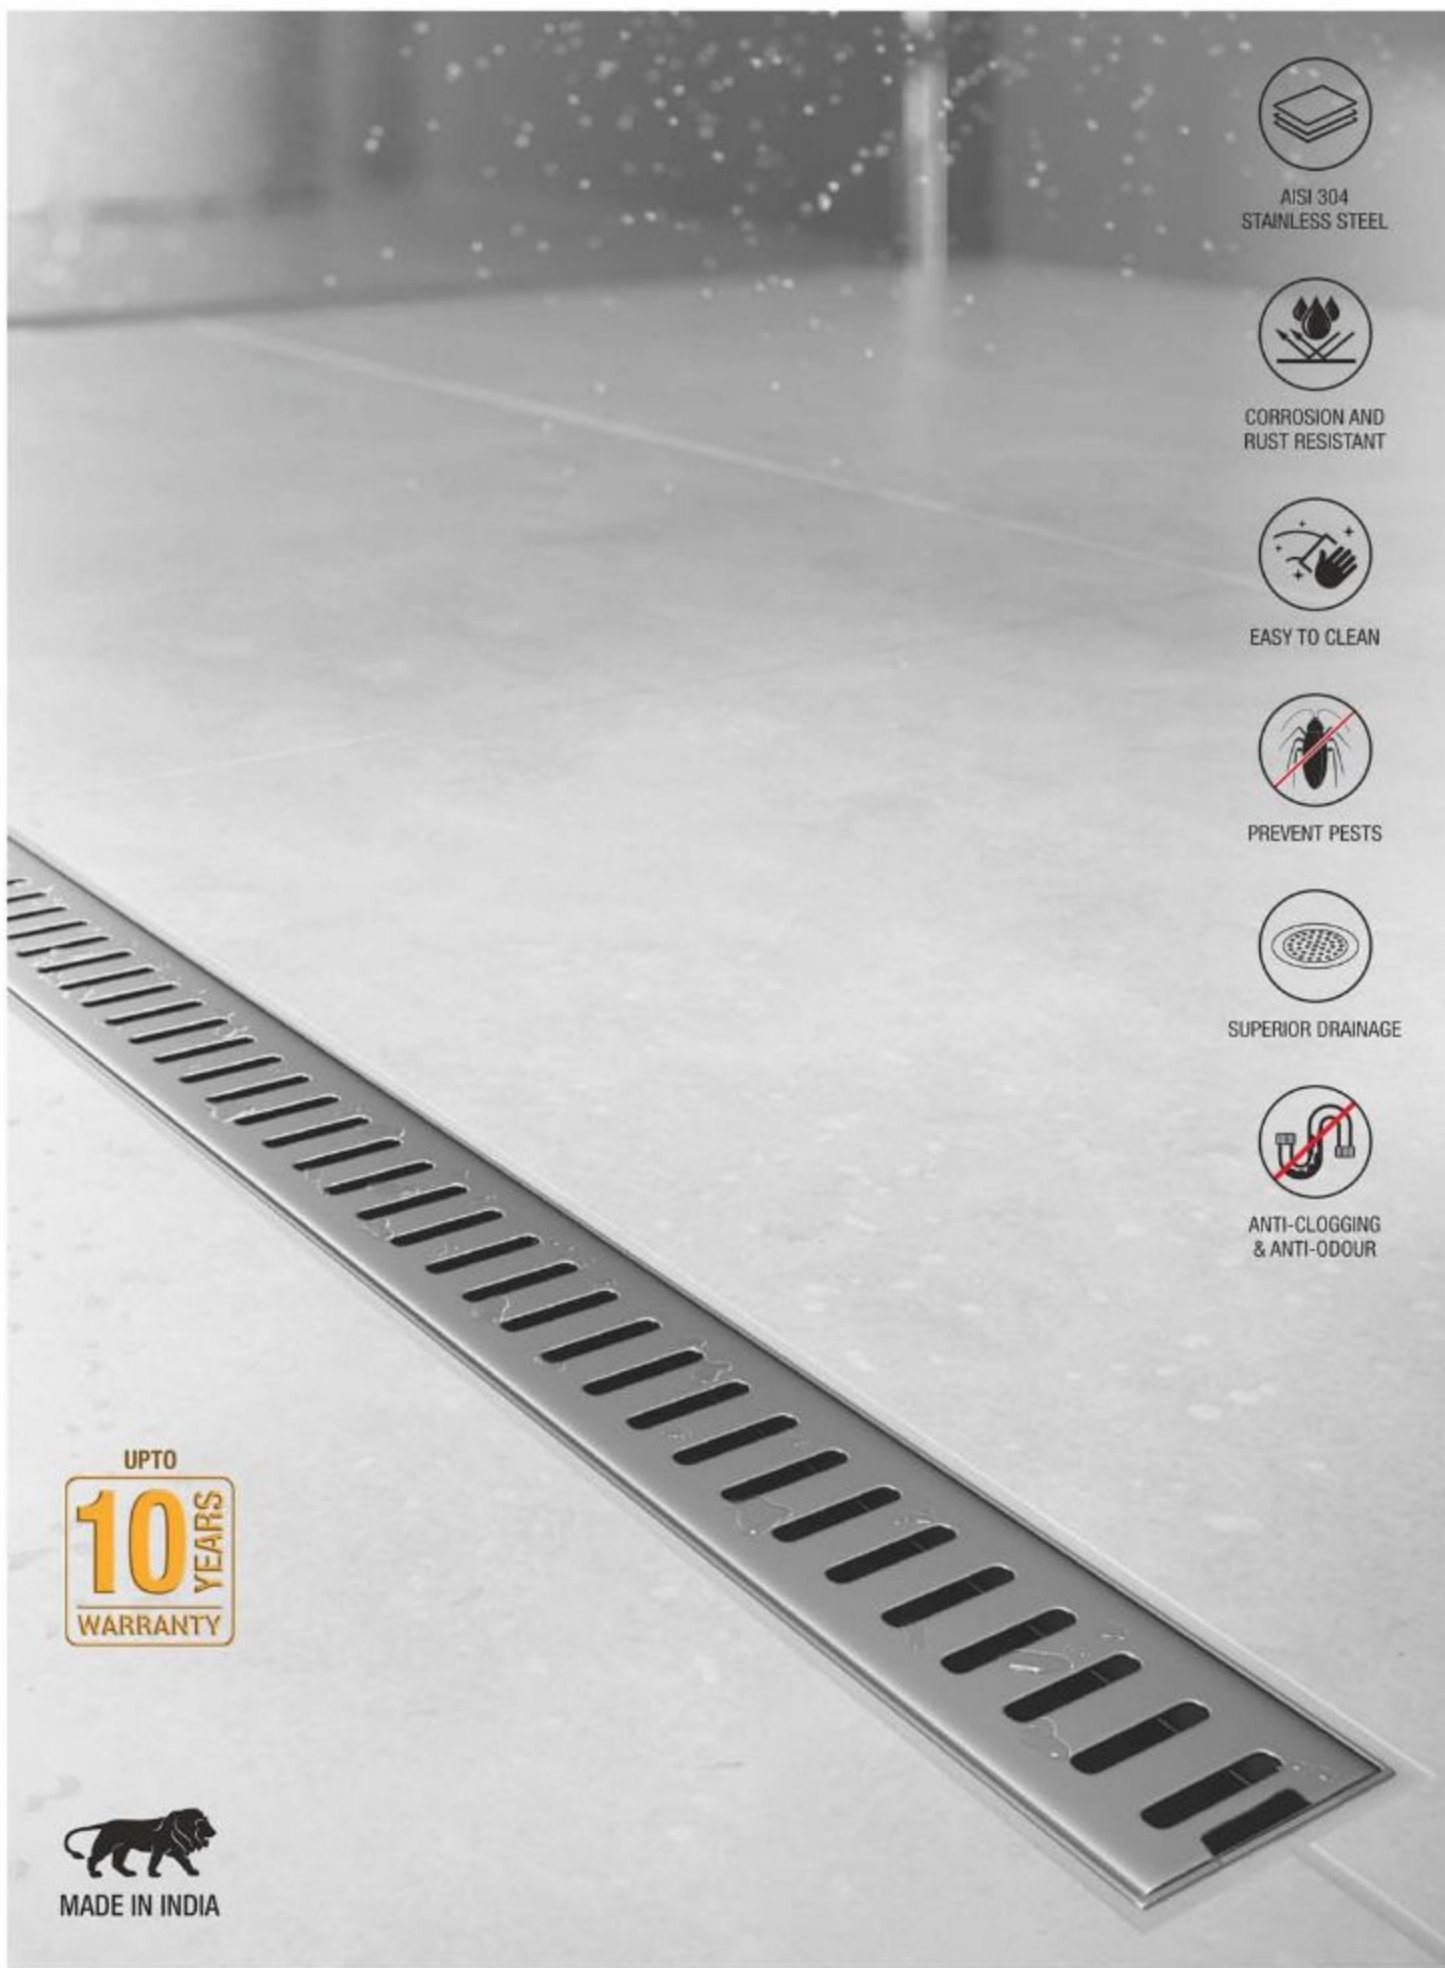 AISI 304
STAINLESS STEEL
CORROSION AND
RUST RESISTANT
EASY TO CLEAN
PREVENT PESTS
SUPERIOR DRAINAGE
ANTI-CLOGGING
& ANTI-ODOUR
UPTO
10 YEARS
WARRANTY
MADE IN INDIA